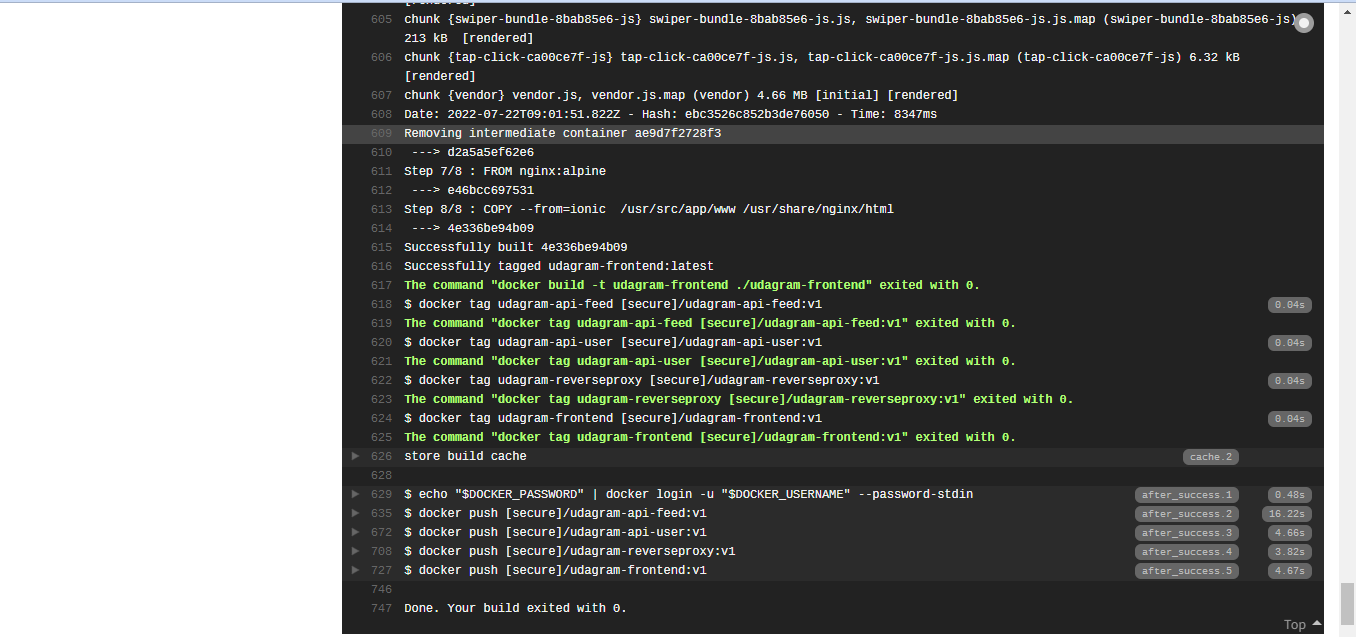 [rendered]
605 chunk {swiper-bundle-8bab85e6-js} swiper-bundle-8bab85e6-js.js, swiper-bundle-8bab85e6-js.js.map (swiper-bundle-8bab85e6-js)
213 kB [rendered]
606 chunk {tap-click-ca00ce7f-js} tap-click-ca00ce7f-js.js, tap-click-ca00ce7f-js.js.map (tap-click-ca00ce7f-js) 6.32 kB
[rendered]
607 chunk {vendor} vendor.js, vendor.js.map (vendor) 4.66 MB [initial] [rendered]
608 Date: 2022-07-22T09:01:51.822Z - Hash: ebc3526c852b3de76050 - Time: 8347ms
609 Removing intermediate container ae9d7f2728f3
610 ---> d2a5a5ef62e6
611 Step 7/8 : FROM nginx:alpine
612 ---> e46bcc697531
613 Step 8/8 : COPY --from=ionic /usr/src/app/www /usr/share/nginx/html
614 ---> 4e336be94b09
615 Successfully built 4e336be94b09
616 Successfully tagged udagram-frontend:latest
617 The command "docker build -t udagram-frontend ./udagram-frontend" exited with 0.
618 $ docker tag udagram-api-feed [secure]/udagram-api-feed:v1 0.04s
619 The command "docker tag udagram-api-feed [secure]/udagram-api-feed:v1" exited with 0.
620 $ docker tag udagram-api-user [secure]/udagram-api-user:v1 0.04s
621 The command "docker tag udagram-api-user [secure]/udagram-api-user:v1" exited with 0.
622 $ docker tag udagram-reverseproxy [secure]/udagram-reverseproxy:v1 0.04s
623 The command "docker tag udagram-reverseproxy [secure]/udagram-reverseproxy:v1" exited with 0.
624 $ docker tag udagram-frontend [secure]/udagram-frontend:v1 0.04s
625 The command "docker tag udagram-frontend [secure]/udagram-frontend:v1" exited with 0.
626 store build cache cache.2
628
629 $ echo "$DOCKER_PASSWORD" | docker login -u "$DOCKER_USERNAME" --password-stdin after_success.1 0.48s
635 $ docker push [secure]/udagram-api-feed:v1 after_success.2 16.22s
672 $ docker push [secure]/udagram-api-user:v1 after_success.3 4.66s
708 $ docker push [secure]/udagram-reverseproxy:v1 after_success.4 3.82s
727 $ docker push [secure]/udagram-frontend:v1 after_success.5 4.67s
746
747 Done. Your build exited with 0.
Top